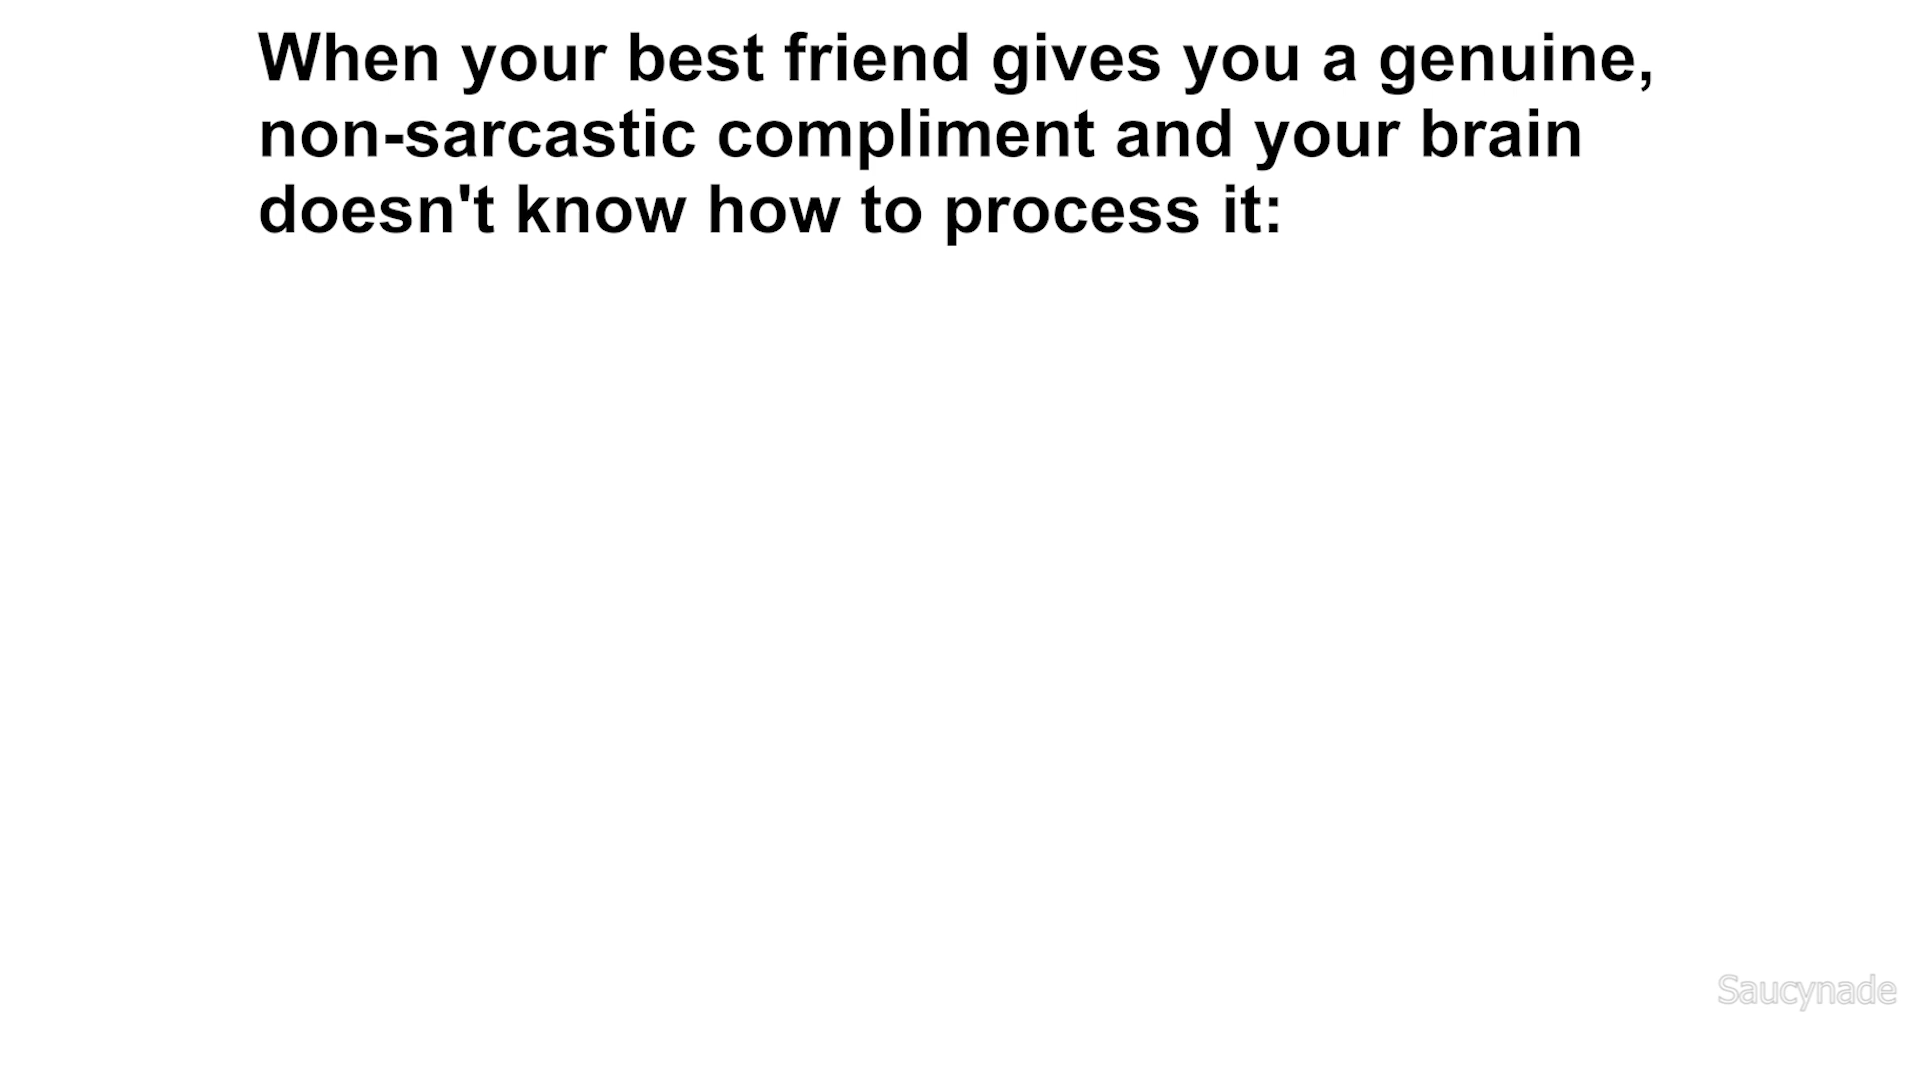 When your best friend gives you a genuine,
non-sarcastic compliment and your brain
doesn't know how to process it:
Saucynade